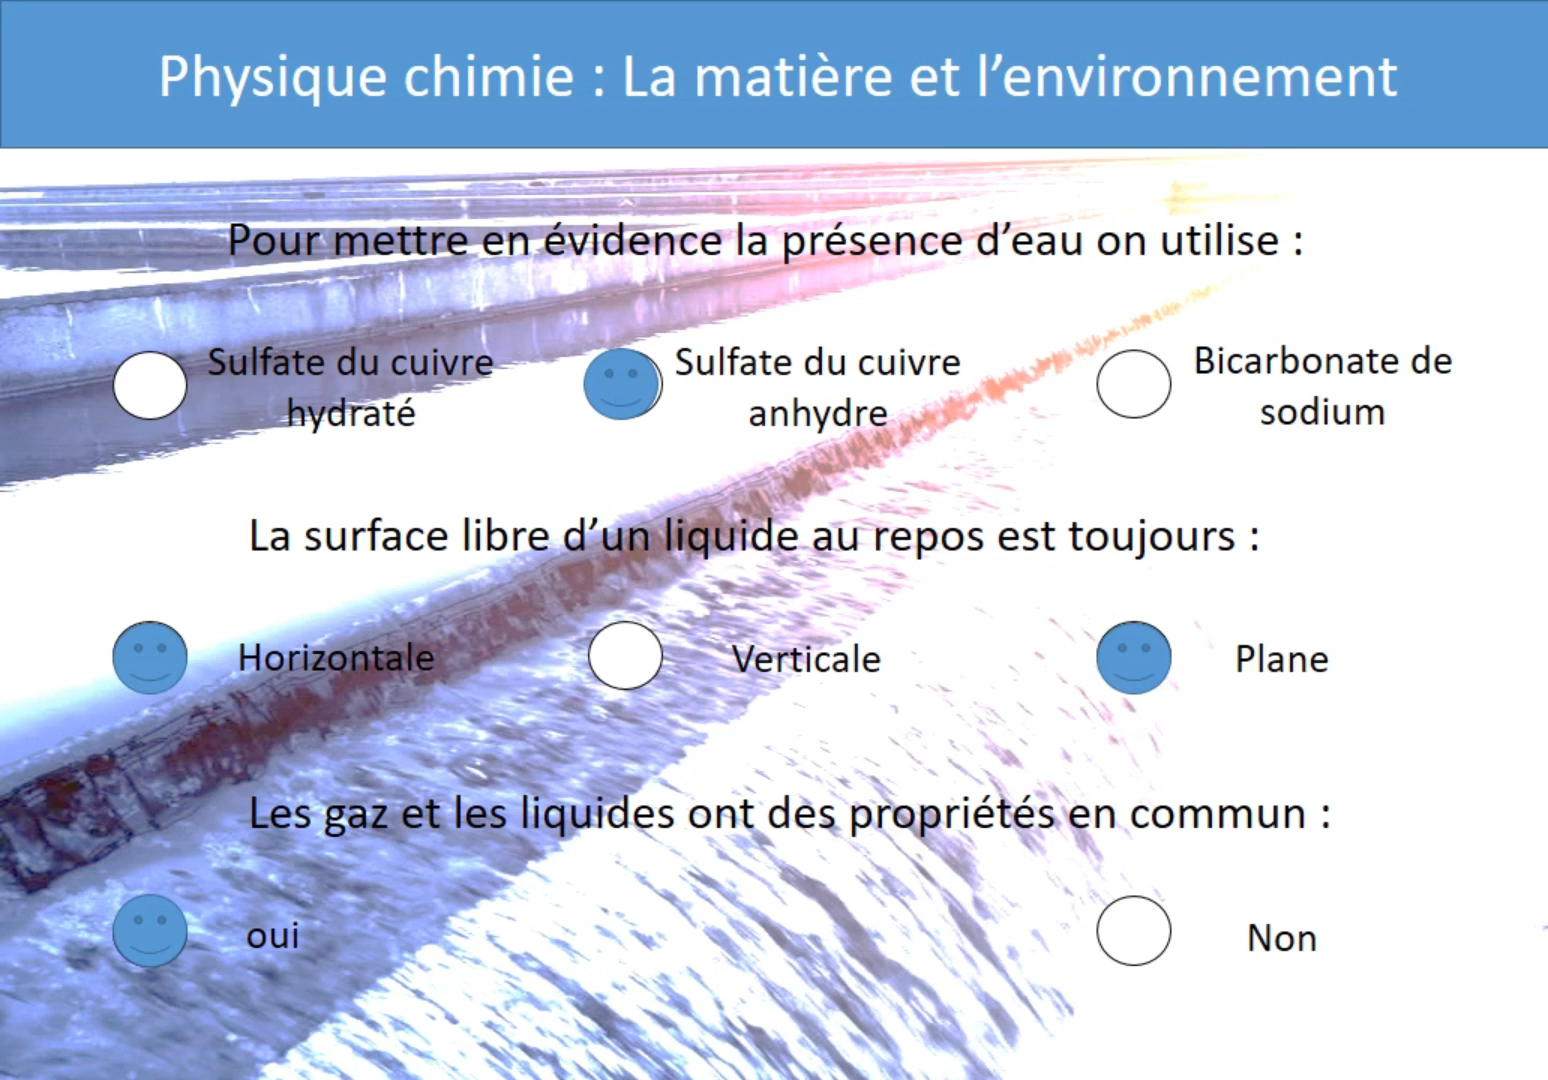 Physique chimie : La matière et l’environnement
Pour mettre en évidence la présence d’eau on utilise :
Sulfate du cuivre
hydraté
Sulfate du cuivre
anhydre
Bicarbonate de
sodium
La surface libre d’un liquide au repos est toujours :
Horizontale
Verticale
Plane
Les gaz et les liquides ont des propriétés en commun :
oui
Non